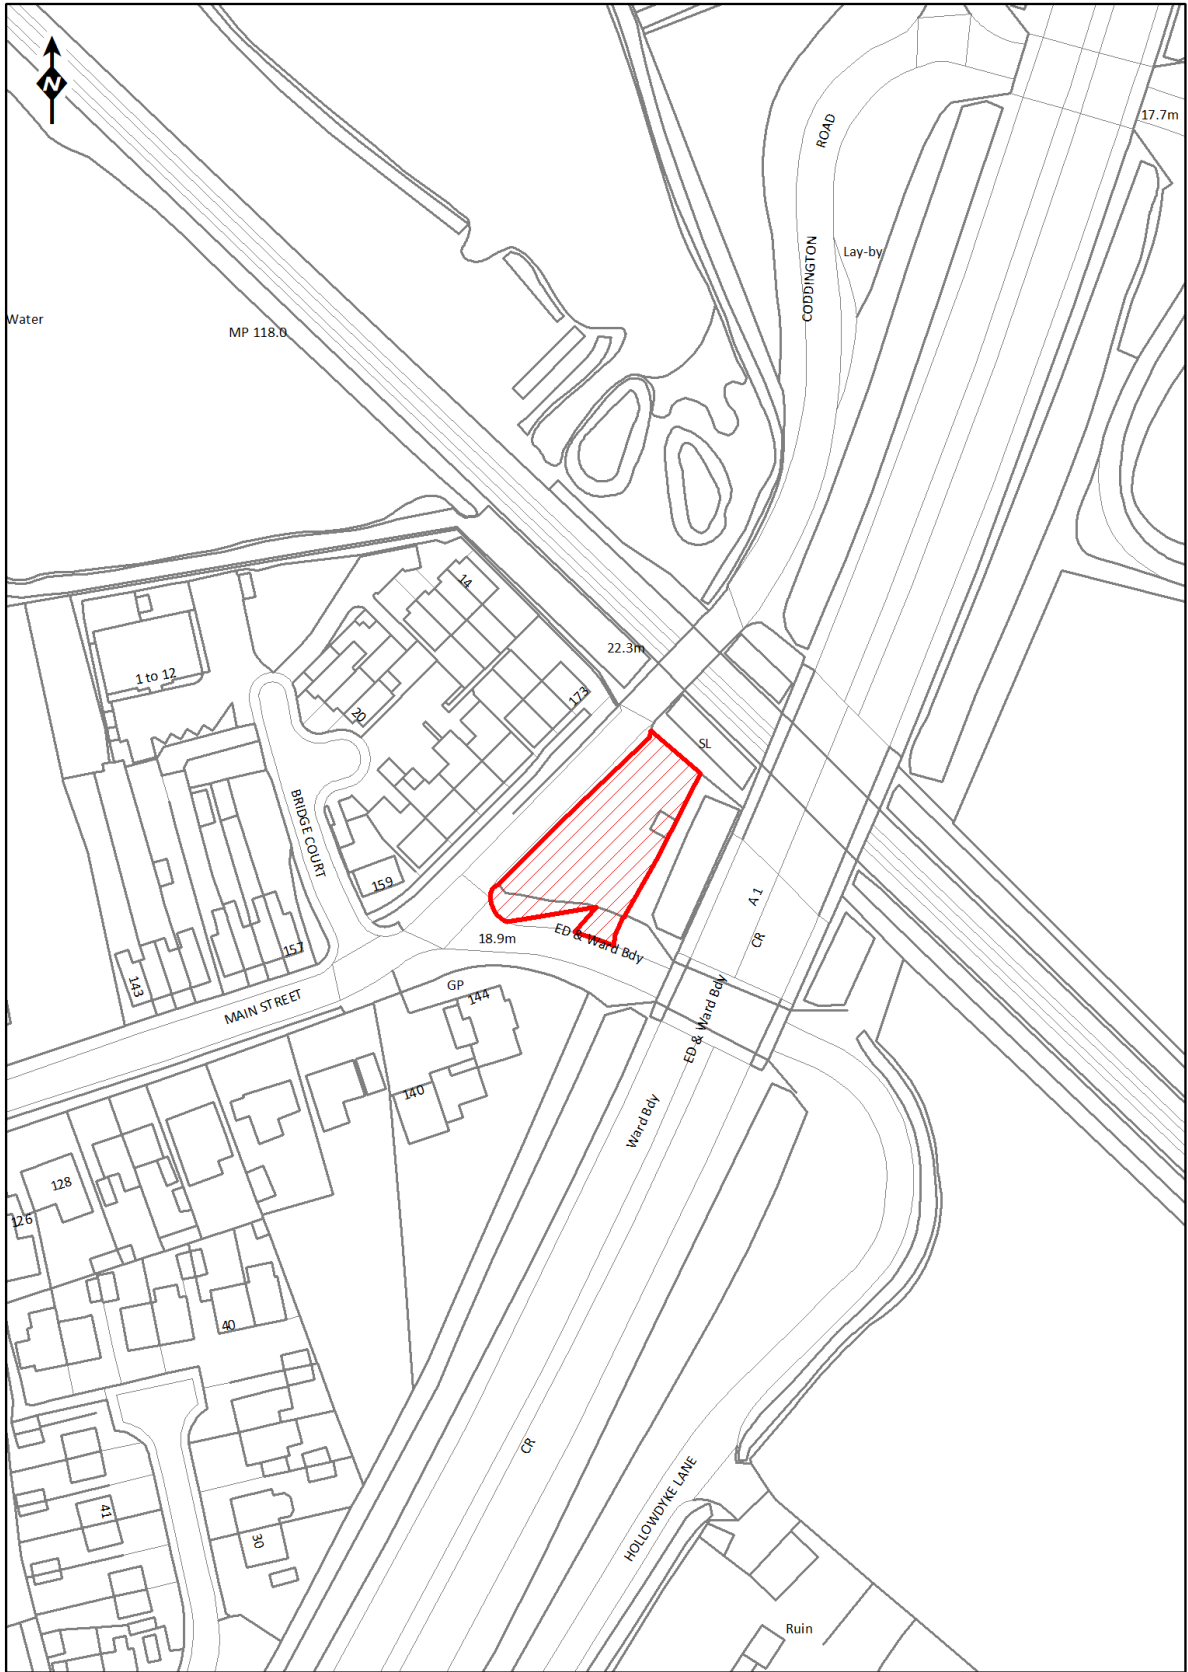 N
ROAD
17.7m
CODDINGTON
Lay-by
Water
MP 118.0
14
22.3m
1 to 12
173
20
SL
BRIDGE COURT
159
A 1
CR
157
18.9m
ED & Ward Bdy
143
GP
144
MAIN STREET
ED & Ward Bdy
140
Ward Bdy
128
126
40
CR
41
30
HOLLOWDYKE LANE
Ruin